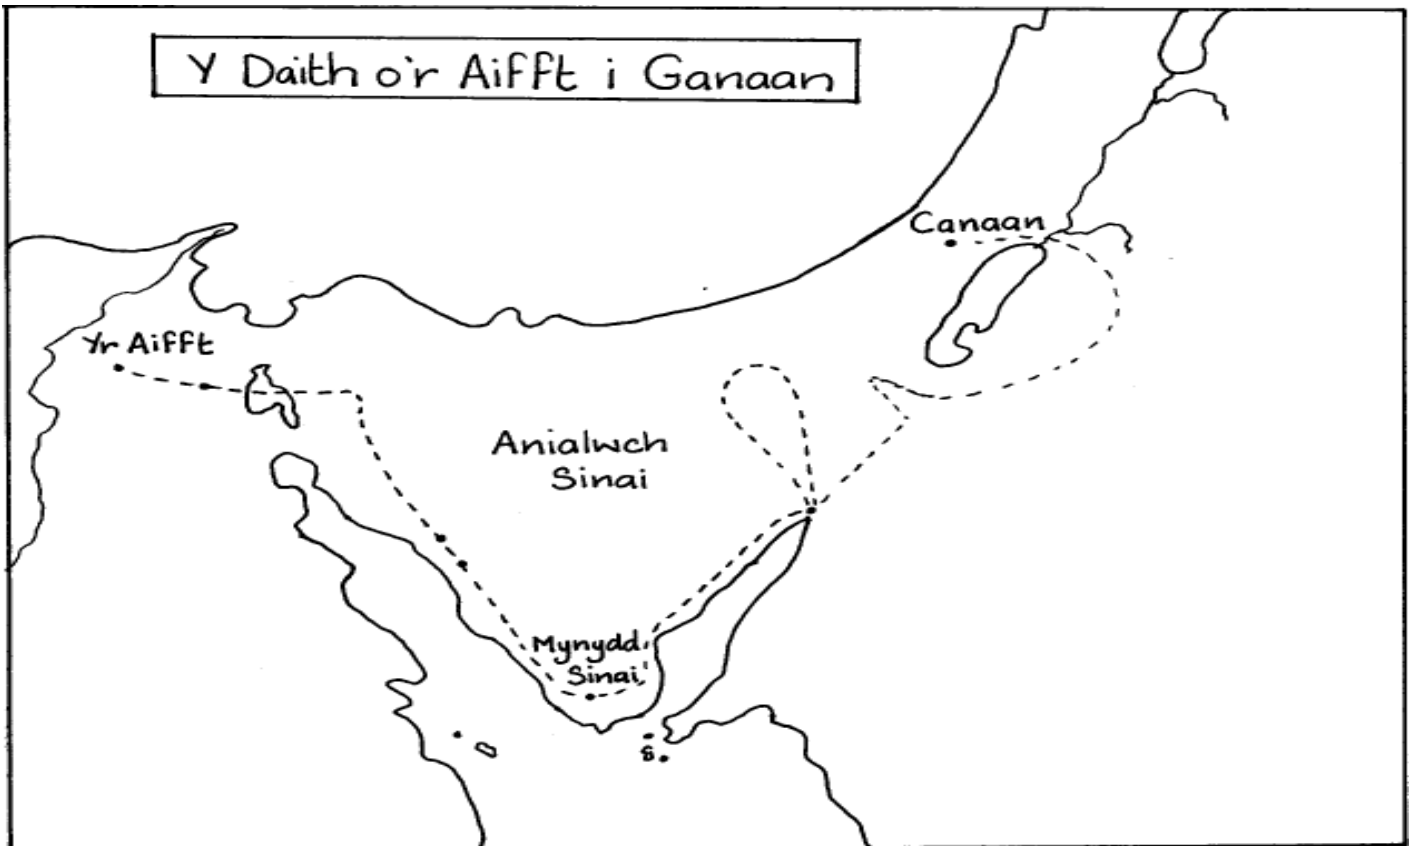 Y Daith o'r Aifft i Ganaan
Canaan
Yr Aifft
Anialwch
Sinai
Mynydd
Sinai